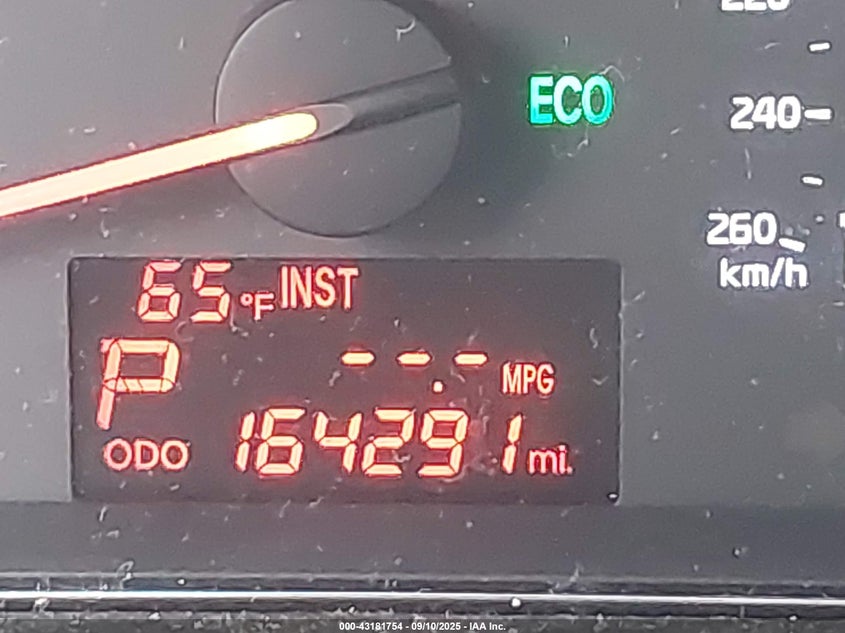 ECO
240
260
km/h
65 °F INST
P
--.- MPG
ODO 164291 mi.
000-43181754 - 09/10/2025 - IAA Inc.